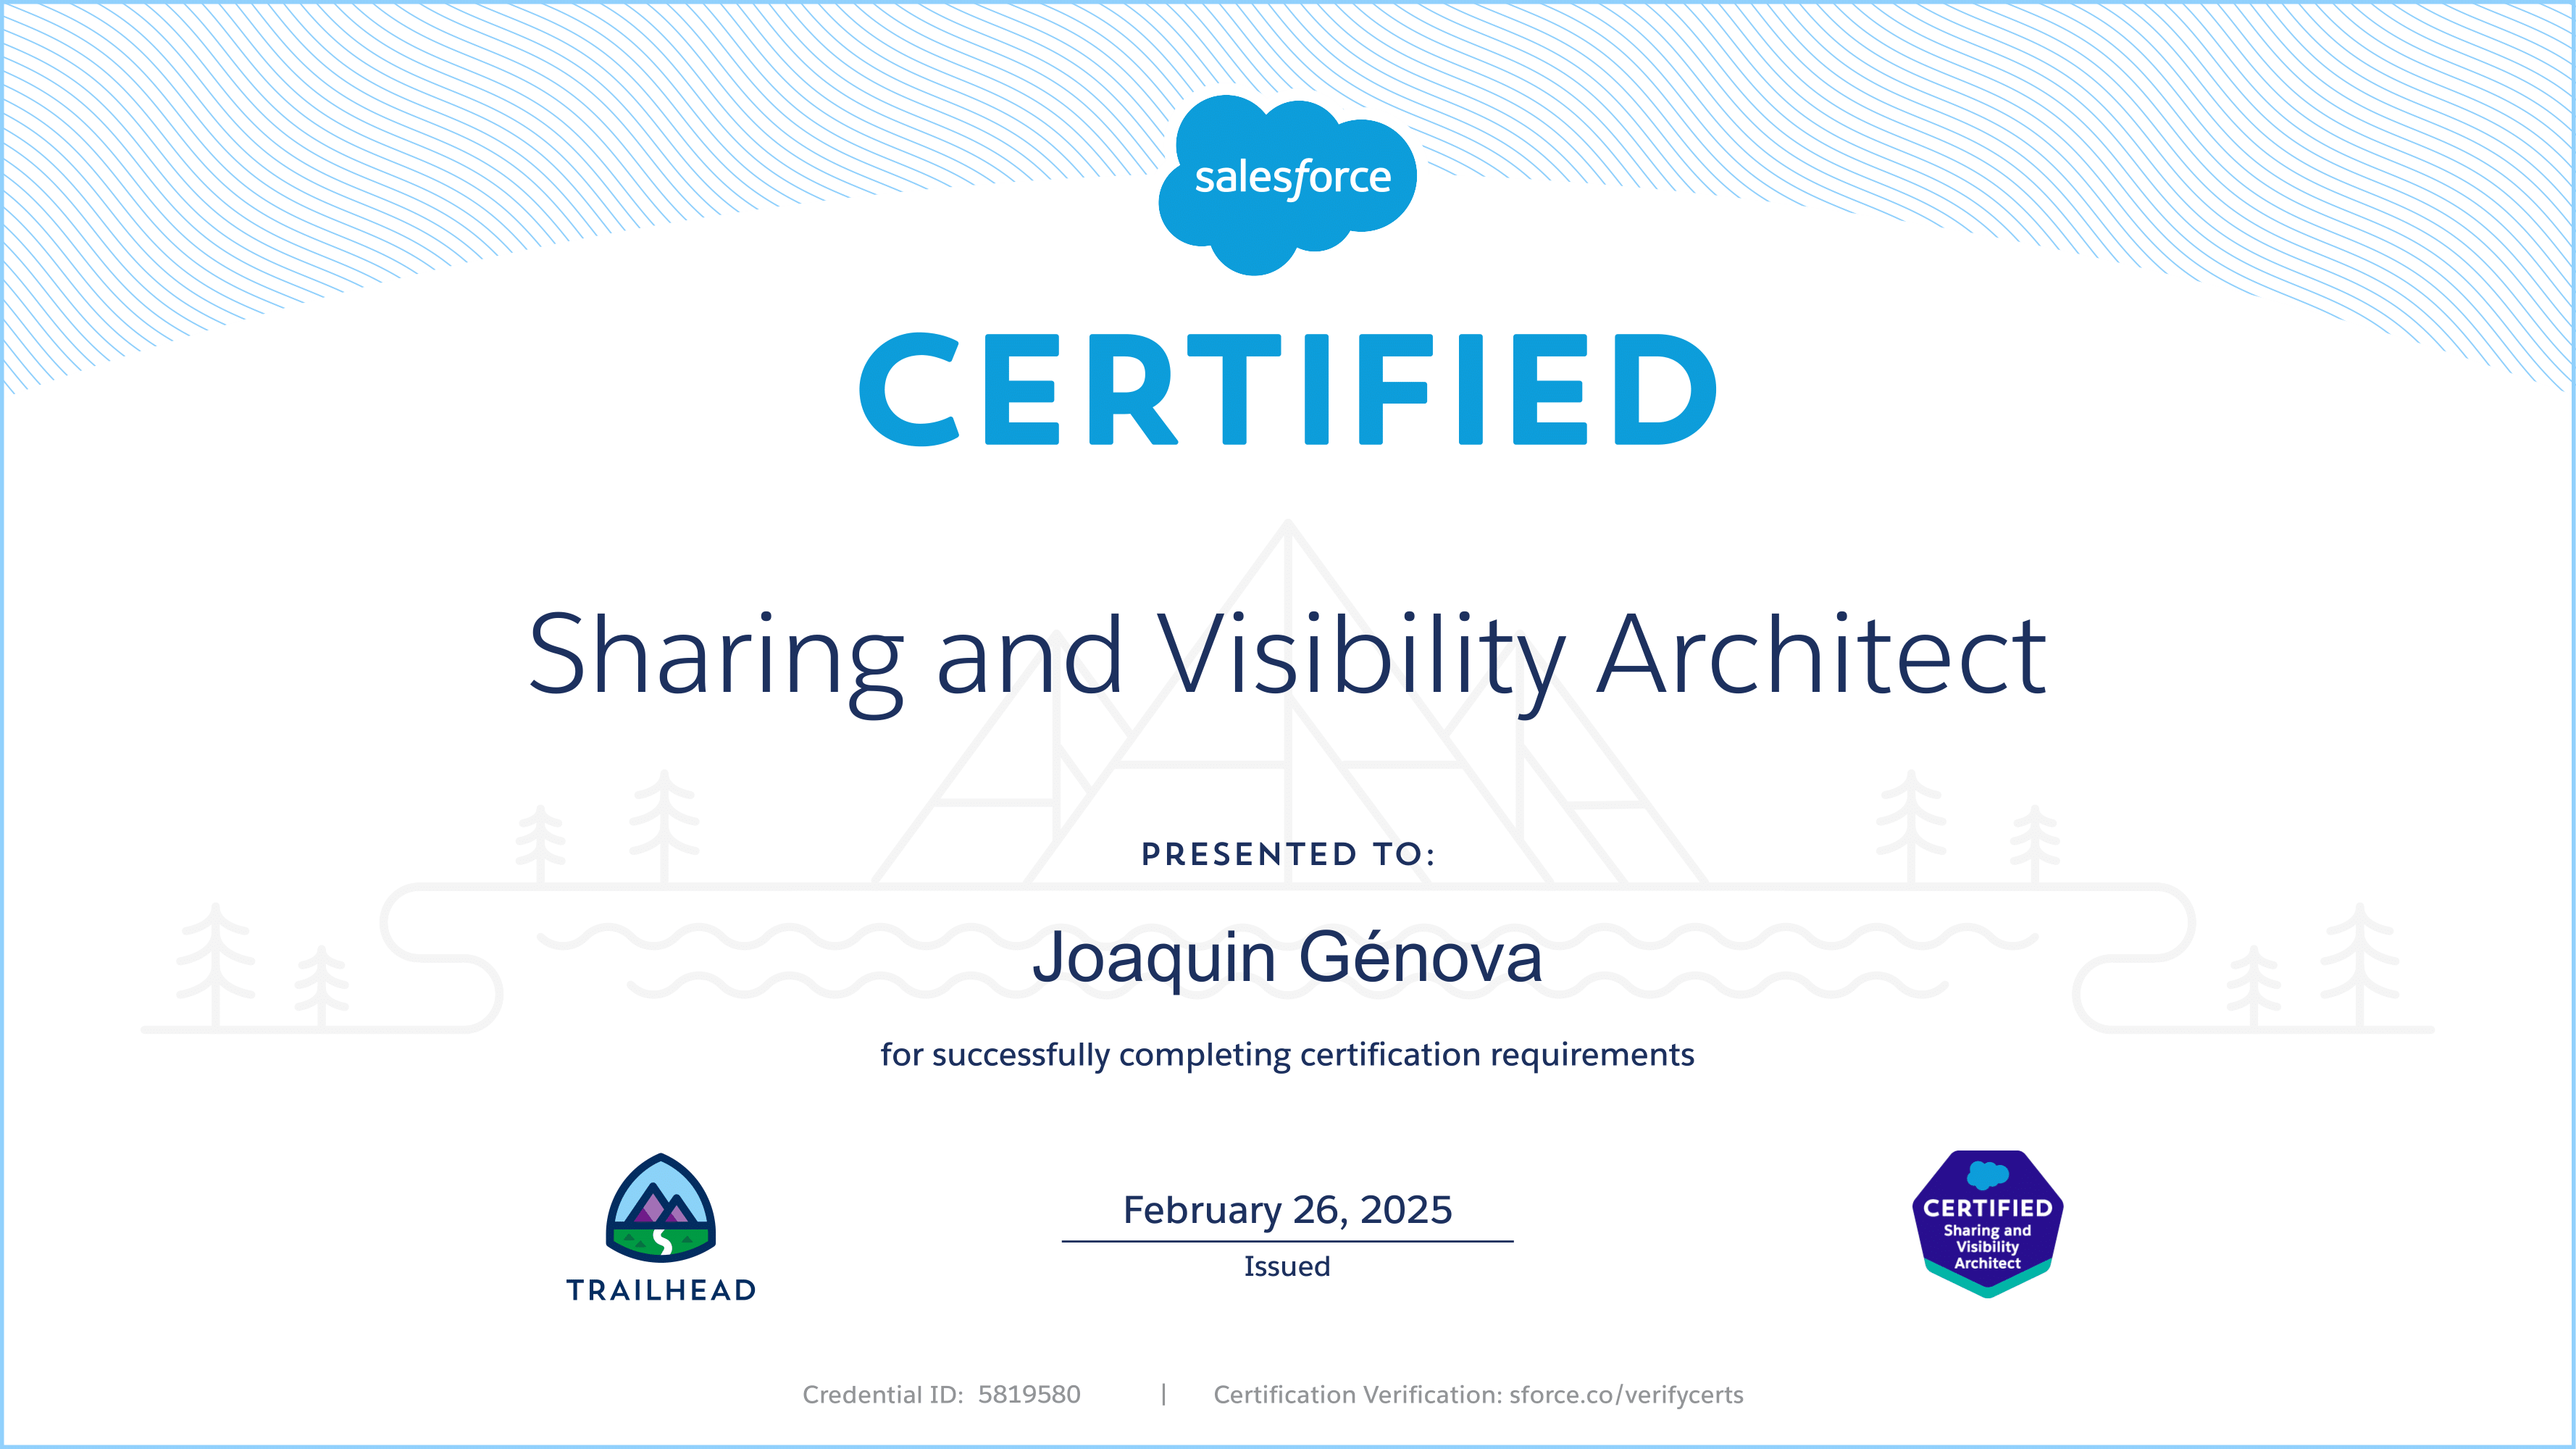 salesforce
CERTIFIED
Sharing and Visibility Architect
PRESENTED TO:
Joaquin Génova
for successfully completing certification requirements
TRAILHEAD
February 26, 2025
Issued
CERTIFIED
Sharing and
Visibility
Architect
Credential ID: 5819580 | Certification Verification: sforce.co/verifycerts